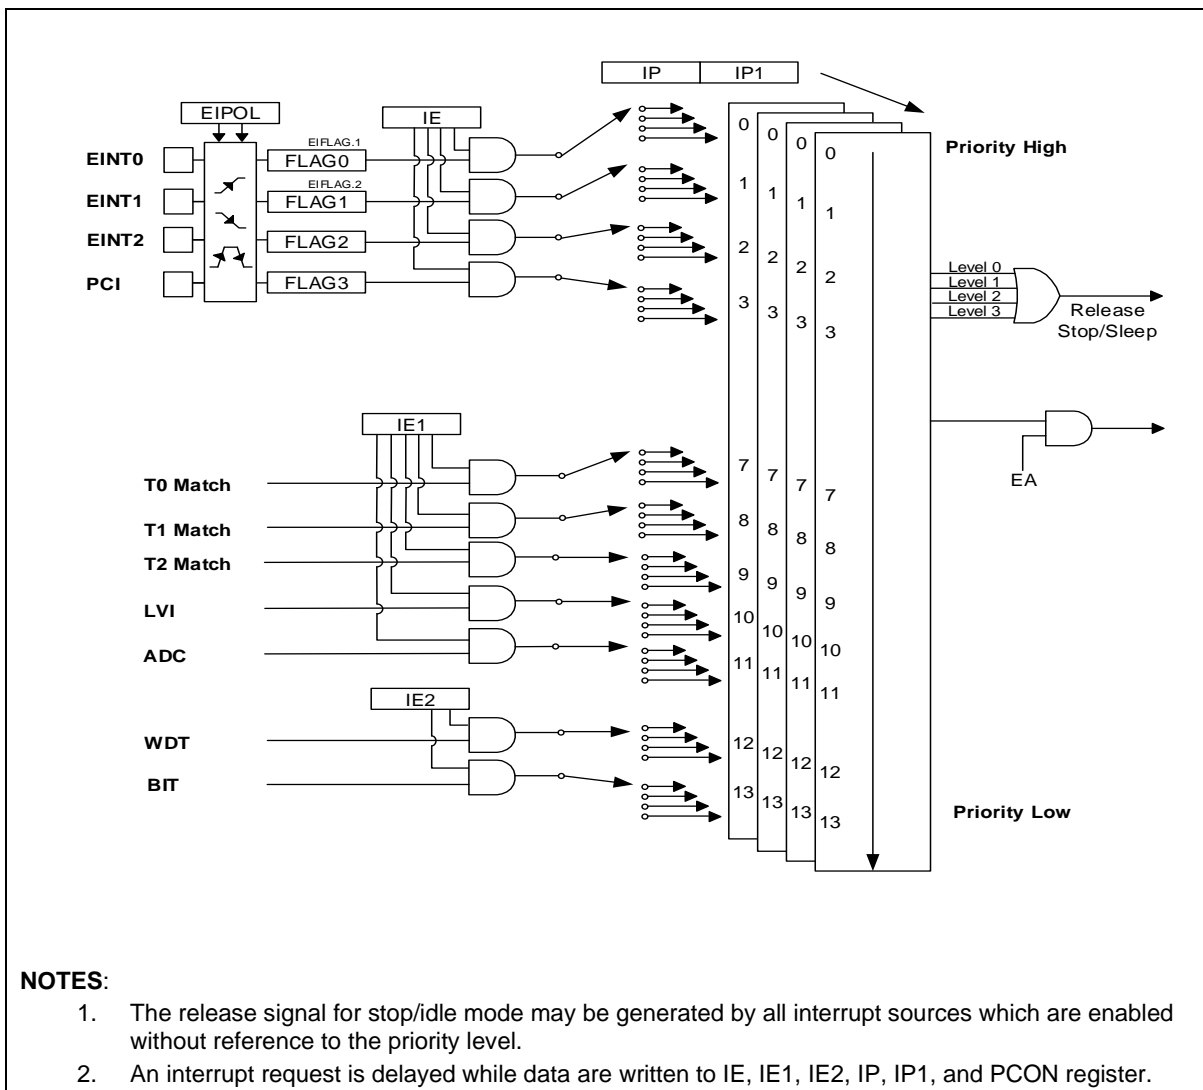 IP IP1
EIPOL
IE
EIFLAG.1
EINT0 FLAG0
EIFLAG.2
EINT1 FLAG1
EINT2 FLAG2
PCI FLAG3
0 0 0 0
1 1 1 1
2 2 2 2
3 3 3 3
Priority High
Level 0
Level 1
Level 2
Level 3
Release
Stop/Sleep
IE1
T0 Match
T1 Match
T2 Match
LVI
ADC
7 7 7 7
8 8 8 8
9 9 9 9
10 10 10 10
11 11 11 11
EA
IE2
WDT
BIT
12 12 12 12
13 13 13 13
Priority Low
NOTES:
1. The release signal for stop/idle mode may be generated by all interrupt sources which are enabled
without reference to the priority level.
2. An interrupt request is delayed while data are written to IE, IE1, IE2, IP, IP1, and PCON register.